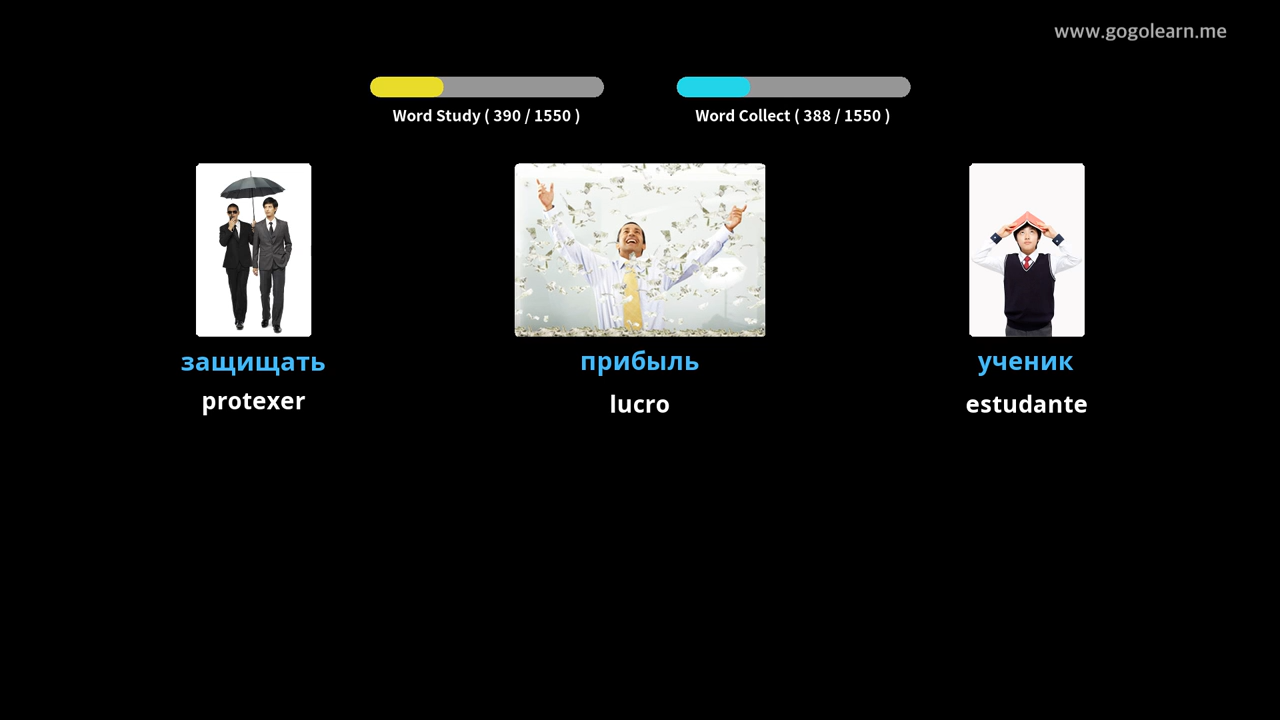 www.gogolearn.me
Word Study ( 390 / 1550 )
Word Collect ( 388 / 1550 )
защищать
protexer
прибыль
lucro
ученик
estudante